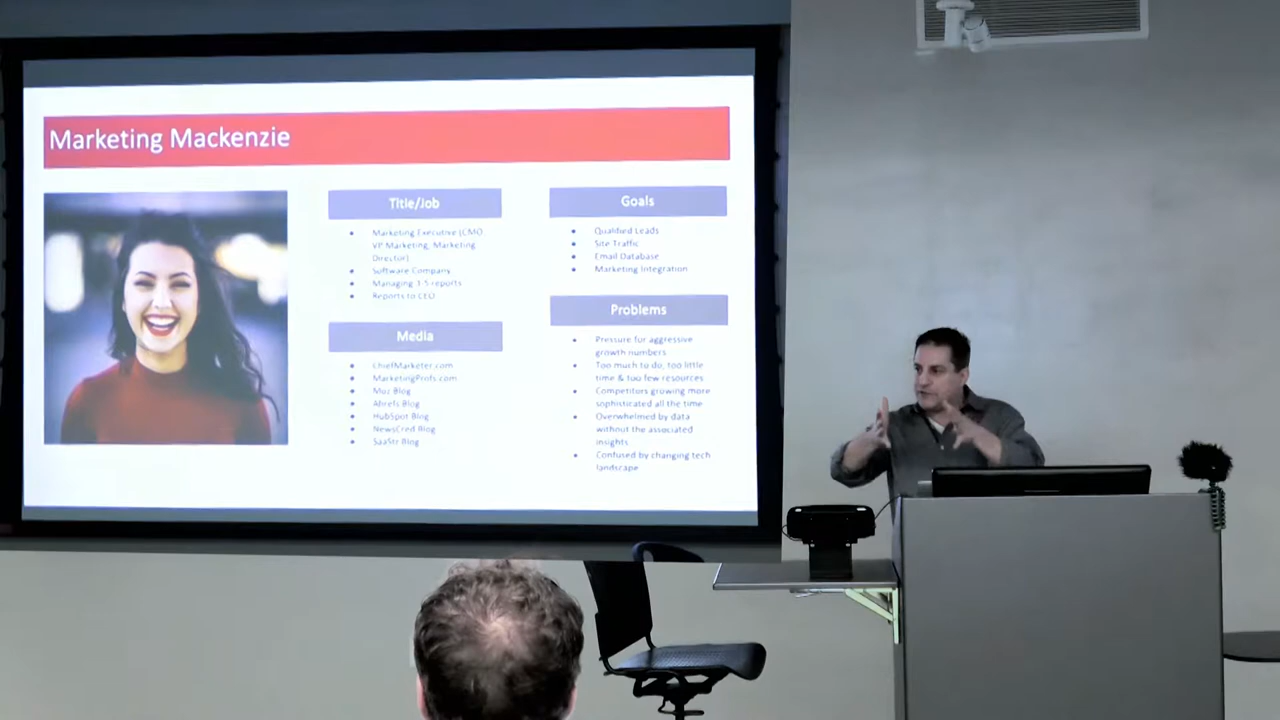 Marketing Mackenzie
Title/Job
Marketing Executive (CMO
VP Marketing, Marketing
Director)
Software Company
Managing 1-5 reports
Reports to CEO
Media
ChiefMarketer.com
MarketingProfs.com
Moz Blog
Ahrefs Blog
HubSpot Blog
NewsCred Blog
SaaStr Blog
Goals
Qualified Leads
Site Traffic
Email Database
Marketing Integration
Problems
Pressure for aggressive
growth numbers
Too much to do, too little
time & too few resources
Competitors growing more
sophisticated all the time
Overwhelmed by data
without the associated
insights
Confused by changing tech
landscape